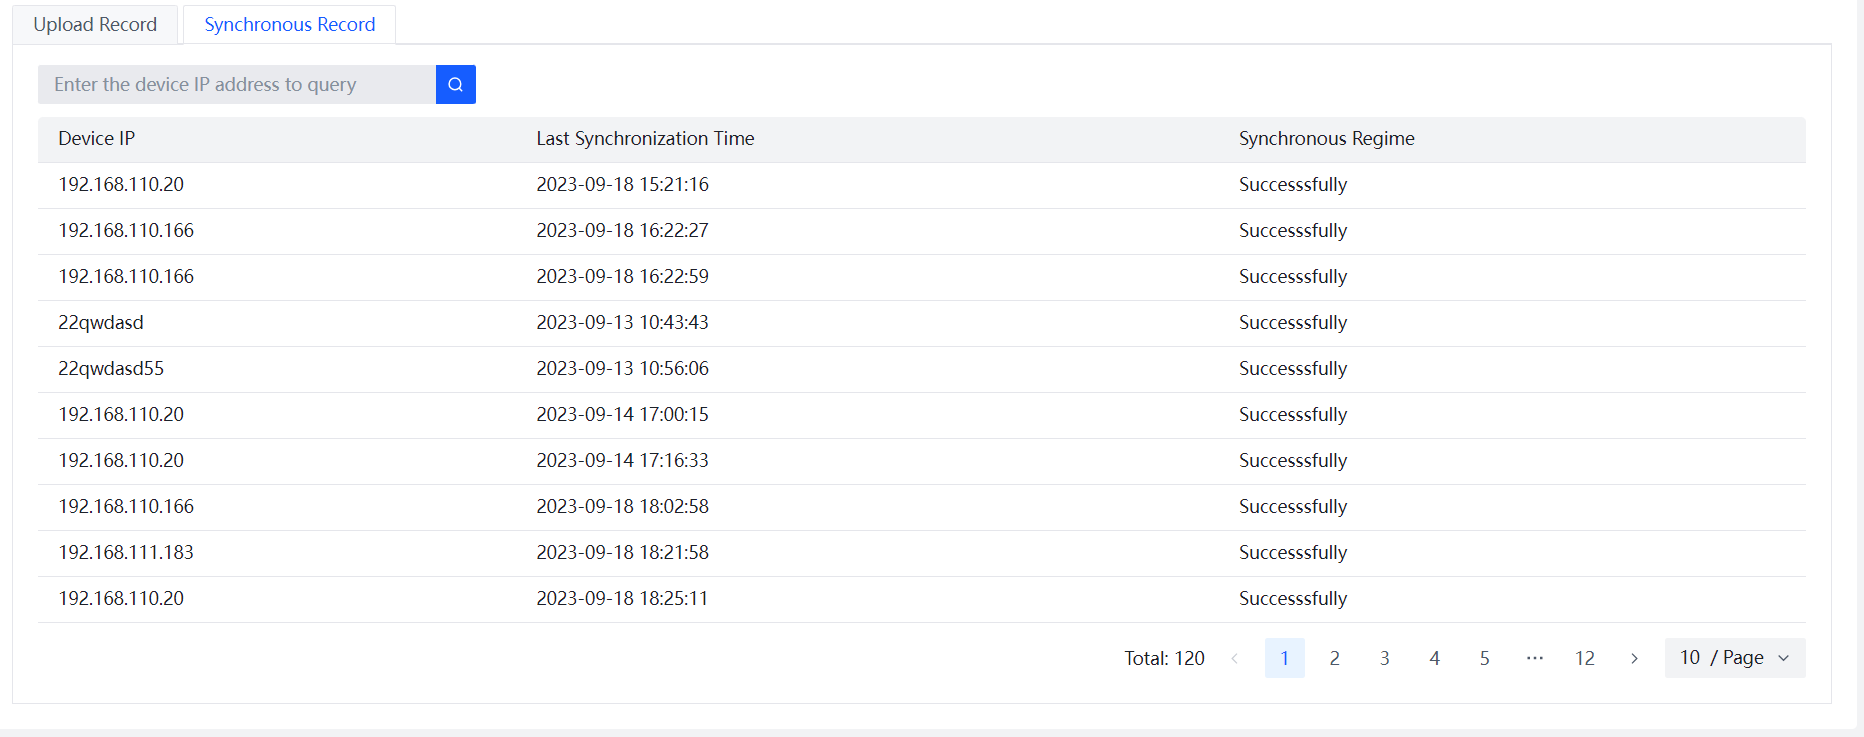 Upload Record Synchronous Record
Enter the device IP address to query
Device IP Last Synchronization Time Synchronous Regime
192.168.110.20 2023-09-18 15:21:16 Successsfully
192.168.110.166 2023-09-18 16:22:27 Successsfully
192.168.110.166 2023-09-18 16:22:59 Successsfully
22qwdasd 2023-09-13 10:43:43 Successsfully
22qwdasd55 2023-09-13 10:56:06 Successsfully
192.168.110.20 2023-09-14 17:00:15 Successsfully
192.168.110.20 2023-09-14 17:16:33 Successsfully
192.168.110.166 2023-09-18 18:02:58 Successsfully
192.168.111.183 2023-09-18 18:21:58 Successsfully
192.168.110.20 2023-09-18 18:25:11 Successsfully
Total: 120 1 2 3 4 5 ··· 12 10 / Page